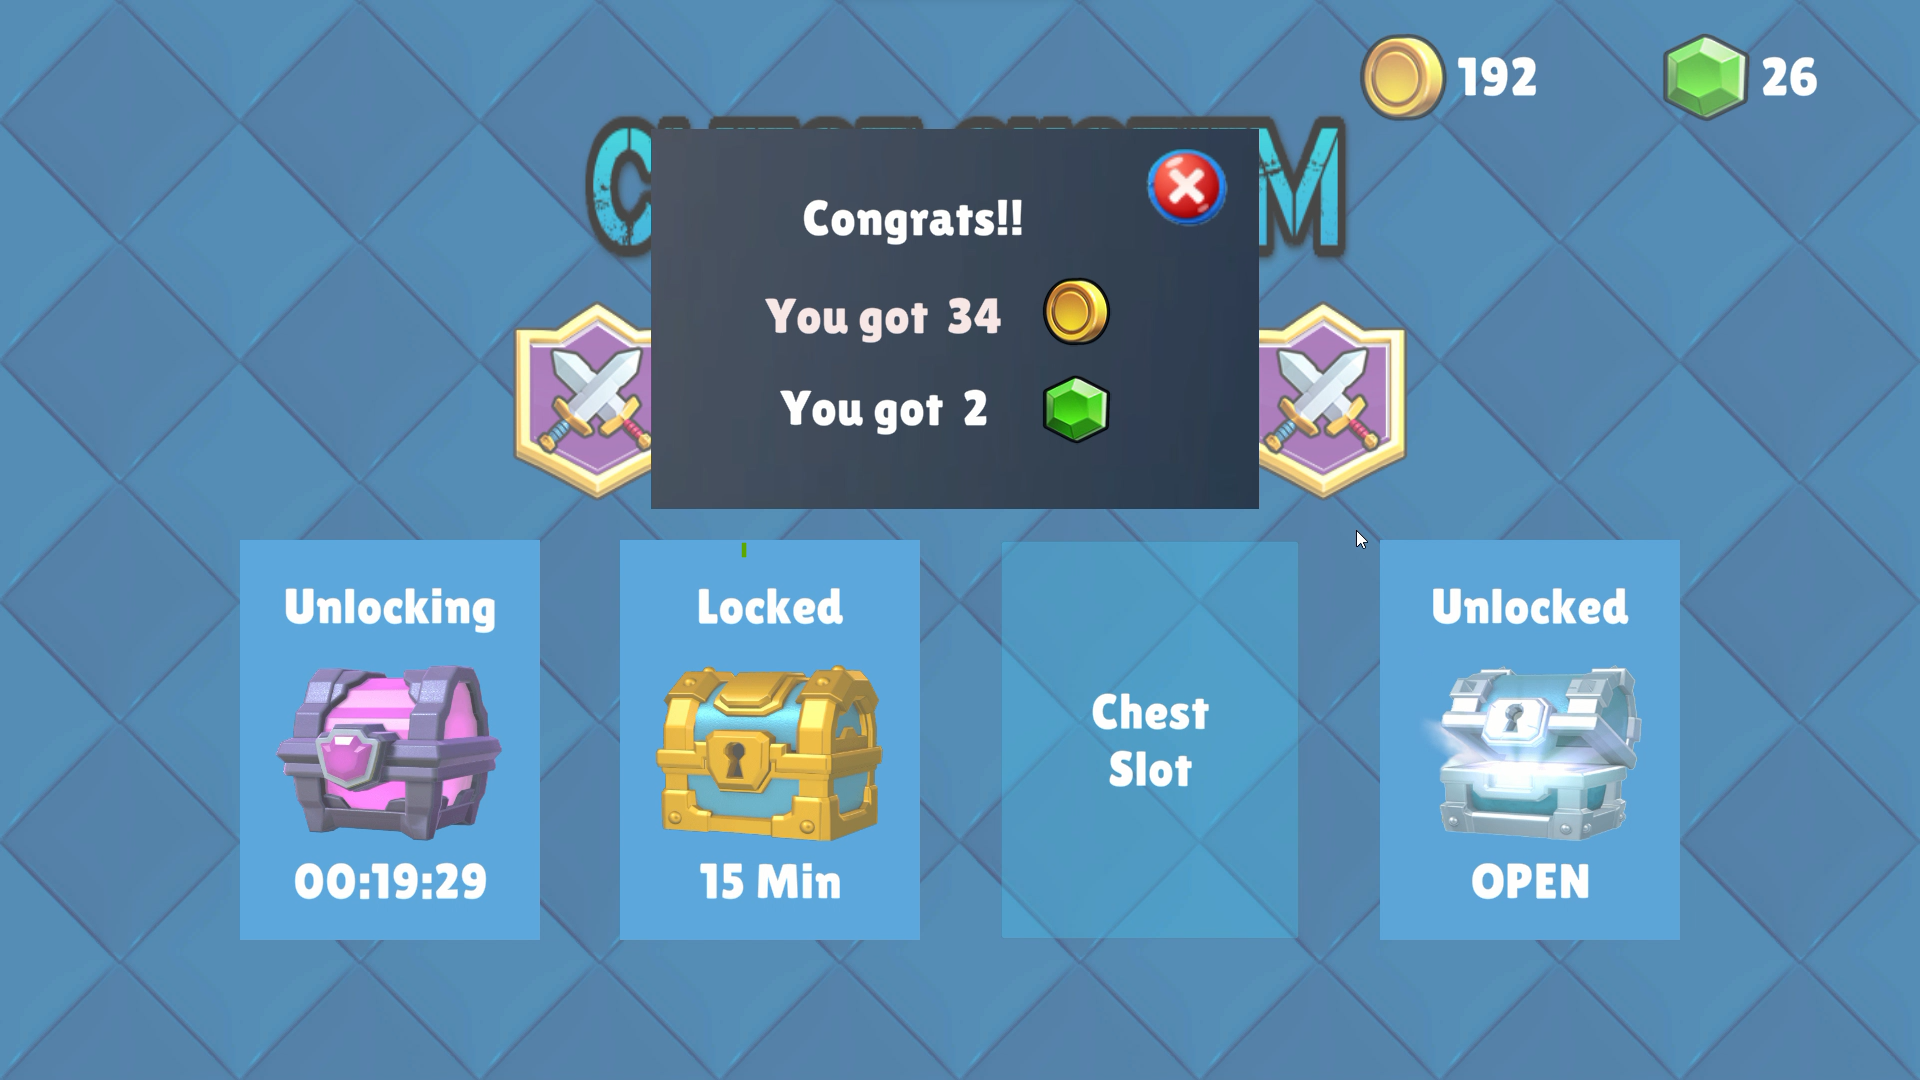 192
26
Congrats!!
You got 34
You got 2
Unlocking
Locked
Unlocked
Chest
Slot
00:19:29
15 Min
OPEN